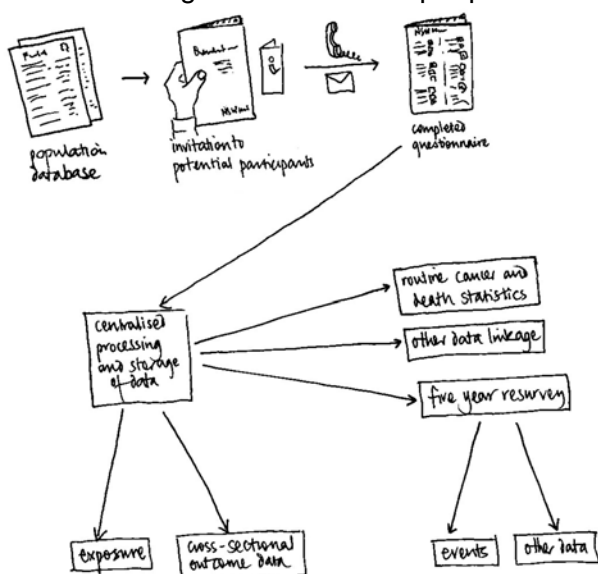 population
database
invitation to
potential participants
completed
questionnaire
centralised
processing
and storage
of data
routine cancer and
death statistics
other data linkage
five year resurvey
exposure
cross-sectional
outcome data
events
other data